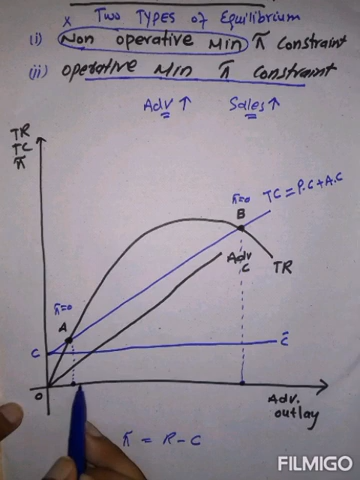 x Two Types of Equilibrium
(i) Non operative Min π Constraint
(ii) operative Min π constraint
Adv ↑ Sales ↑
TR
TC
π
TC = P.C + A.C
π=0
B
Adv
C
TR
π=0
A
C
C̄
O
Adv.
outlay
π = R - C
FILMIGO